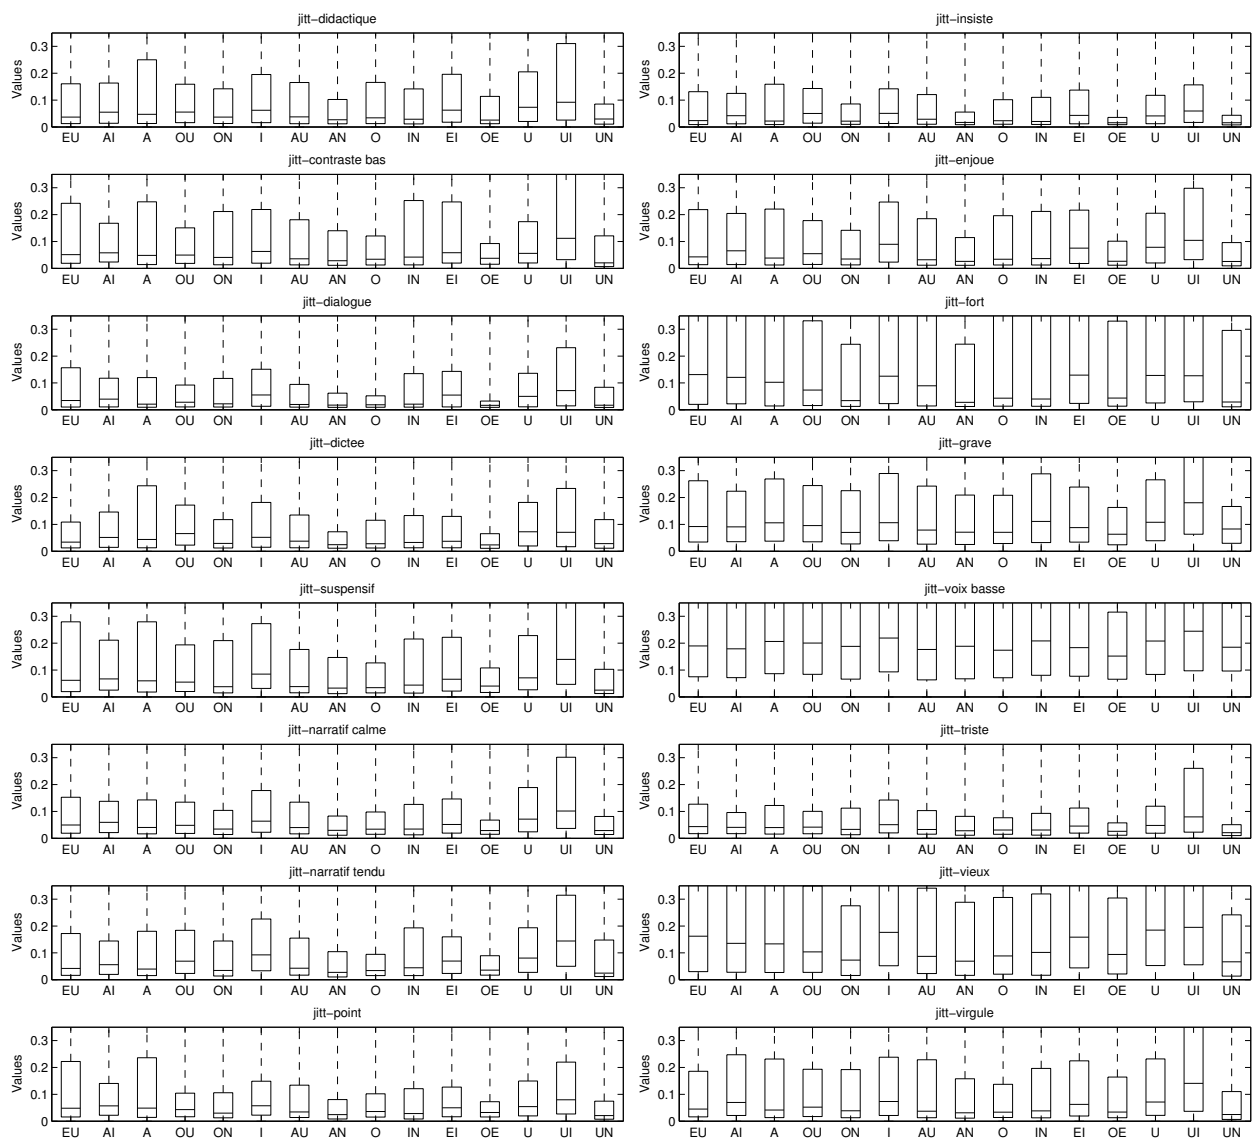 jitt−didactique
Values
0.3
0.2
0.1
0
EU AI A OU ON I AU AN O IN EI OE U UI UN
jitt−insiste
Values
0.3
0.2
0.1
0
EU AI A OU ON I AU AN O IN EI OE U UI UN
jitt−contraste bas
Values
0.3
0.2
0.1
0
EU AI A OU ON I AU AN O IN EI OE U UI UN
jitt−enjoue
Values
0.3
0.2
0.1
0
EU AI A OU ON I AU AN O IN EI OE U UI UN
jitt−dialogue
Values
0.3
0.2
0.1
0
EU AI A OU ON I AU AN O IN EI OE U UI UN
jitt−fort
Values
0.3
0.2
0.1
0
EU AI A OU ON I AU AN O IN EI OE U UI UN
jitt−dictee
Values
0.3
0.2
0.1
0
EU AI A OU ON I AU AN O IN EI OE U UI UN
jitt−grave
Values
0.3
0.2
0.1
0
EU AI A OU ON I AU AN O IN EI OE U UI UN
jitt−suspensif
Values
0.3
0.2
0.1
0
EU AI A OU ON I AU AN O IN EI OE U UI UN
jitt−voix basse
Values
0.3
0.2
0.1
0
EU AI A OU ON I AU AN O IN EI OE U UI UN
jitt−narratif calme
Values
0.3
0.2
0.1
0
EU AI A OU ON I AU AN O IN EI OE U UI UN
jitt−triste
Values
0.3
0.2
0.1
0
EU AI A OU ON I AU AN O IN EI OE U UI UN
jitt−narratif tendu
Values
0.3
0.2
0.1
0
EU AI A OU ON I AU AN O IN EI OE U UI UN
jitt−vieux
Values
0.3
0.2
0.1
0
EU AI A OU ON I AU AN O IN EI OE U UI UN
jitt−point
Values
0.3
0.2
0.1
0
EU AI A OU ON I AU AN O IN EI OE U UI UN
jitt−virgule
Values
0.3
0.2
0.1
0
EU AI A OU ON I AU AN O IN EI OE U UI UN